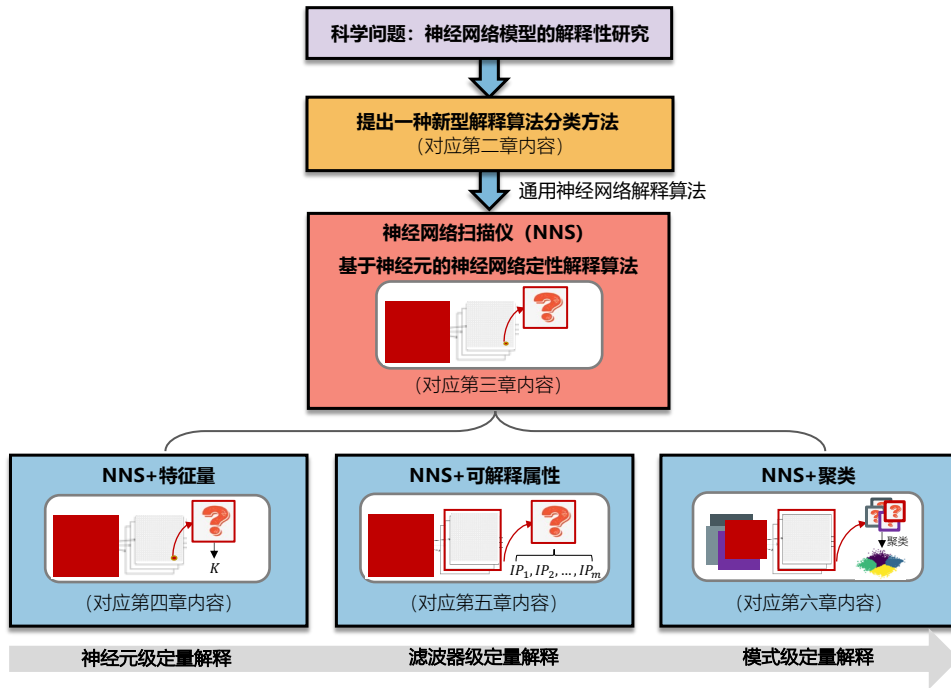 科学问题：神经网络模型的解释性研究
提出一种新型解释算法分类方法
（对应第二章内容）
通用神经网络解释算法
神经网络扫描仪（NNS）
基于神经元的神经网络定性解释算法
?
（对应第三章内容）
NNS+特征量
?
K
（对应第四章内容）
NNS+可解释属性
?
IP₁, IP₂, ..., IPₘ
（对应第五章内容）
NNS+聚类
聚类
（对应第六章内容）
神经元级定量解释
滤波器级定量解释
模式级定量解释